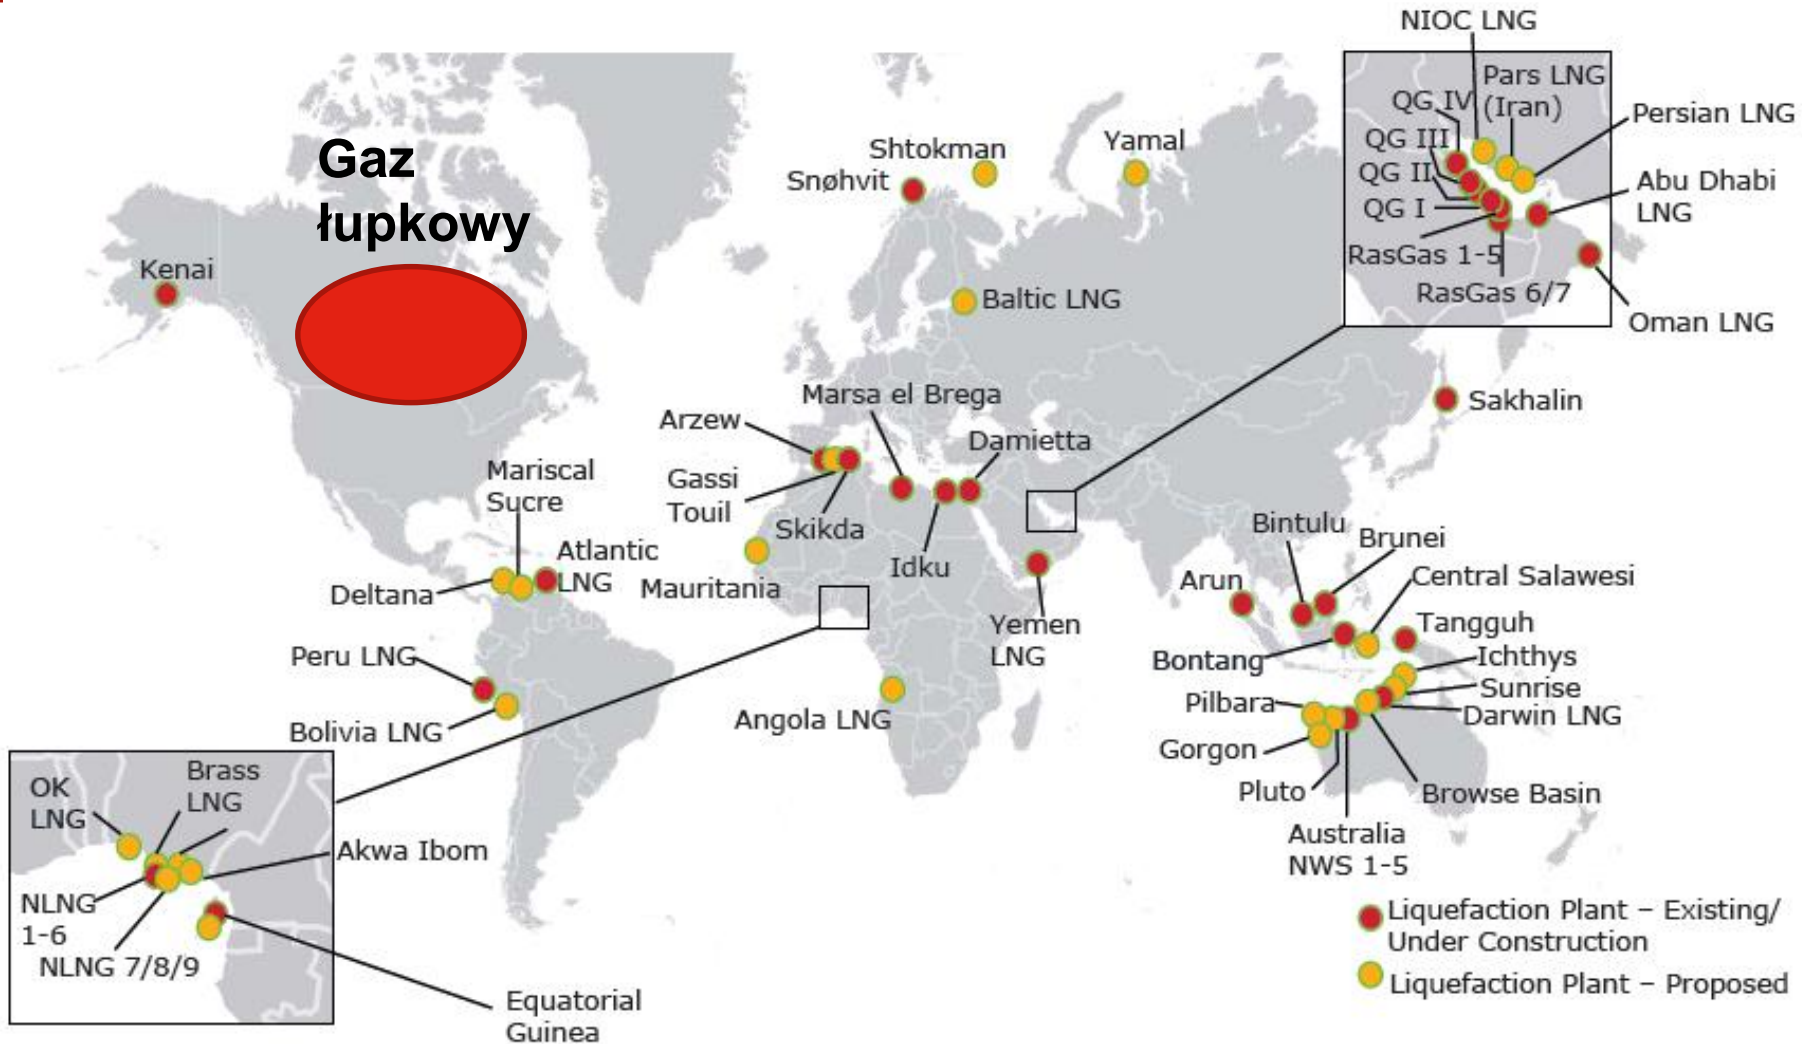 NIOC LNG
Pars LNG
(Iran)
QG IV
QG III
QG II
QG I
RasGas 1-5
RasGas 6/7
Persian LNG
Abu Dhabi
LNG
Oman LNG
Gaz
łupkowy
Kenai
Shtokman
Snøhvit
Yamal
Baltic LNG
Sakhalin
Marsa el Brega
Arzew
Damietta
Gassi
Touil
Skikda
Idku
Mariscal
Sucre
Atlantic
LNG
Deltana
Mauritania
Yemen
LNG
Bintulu
Brunei
Arun
Central Salawesi
Tangguh
Bontang
Ichthys
Sunrise
Darwin LNG
Pilbara
Gorgon
Pluto
Browse Basin
Australia
NWS 1-5
Peru LNG
Bolivia LNG
Angola LNG
OK
LNG
Brass
LNG
Akwa Ibom
NLNG
1-6
NLNG 7/8/9
Equatorial
Guinea
Liquefaction Plant – Existing/
Under Construction
Liquefaction Plant – Proposed